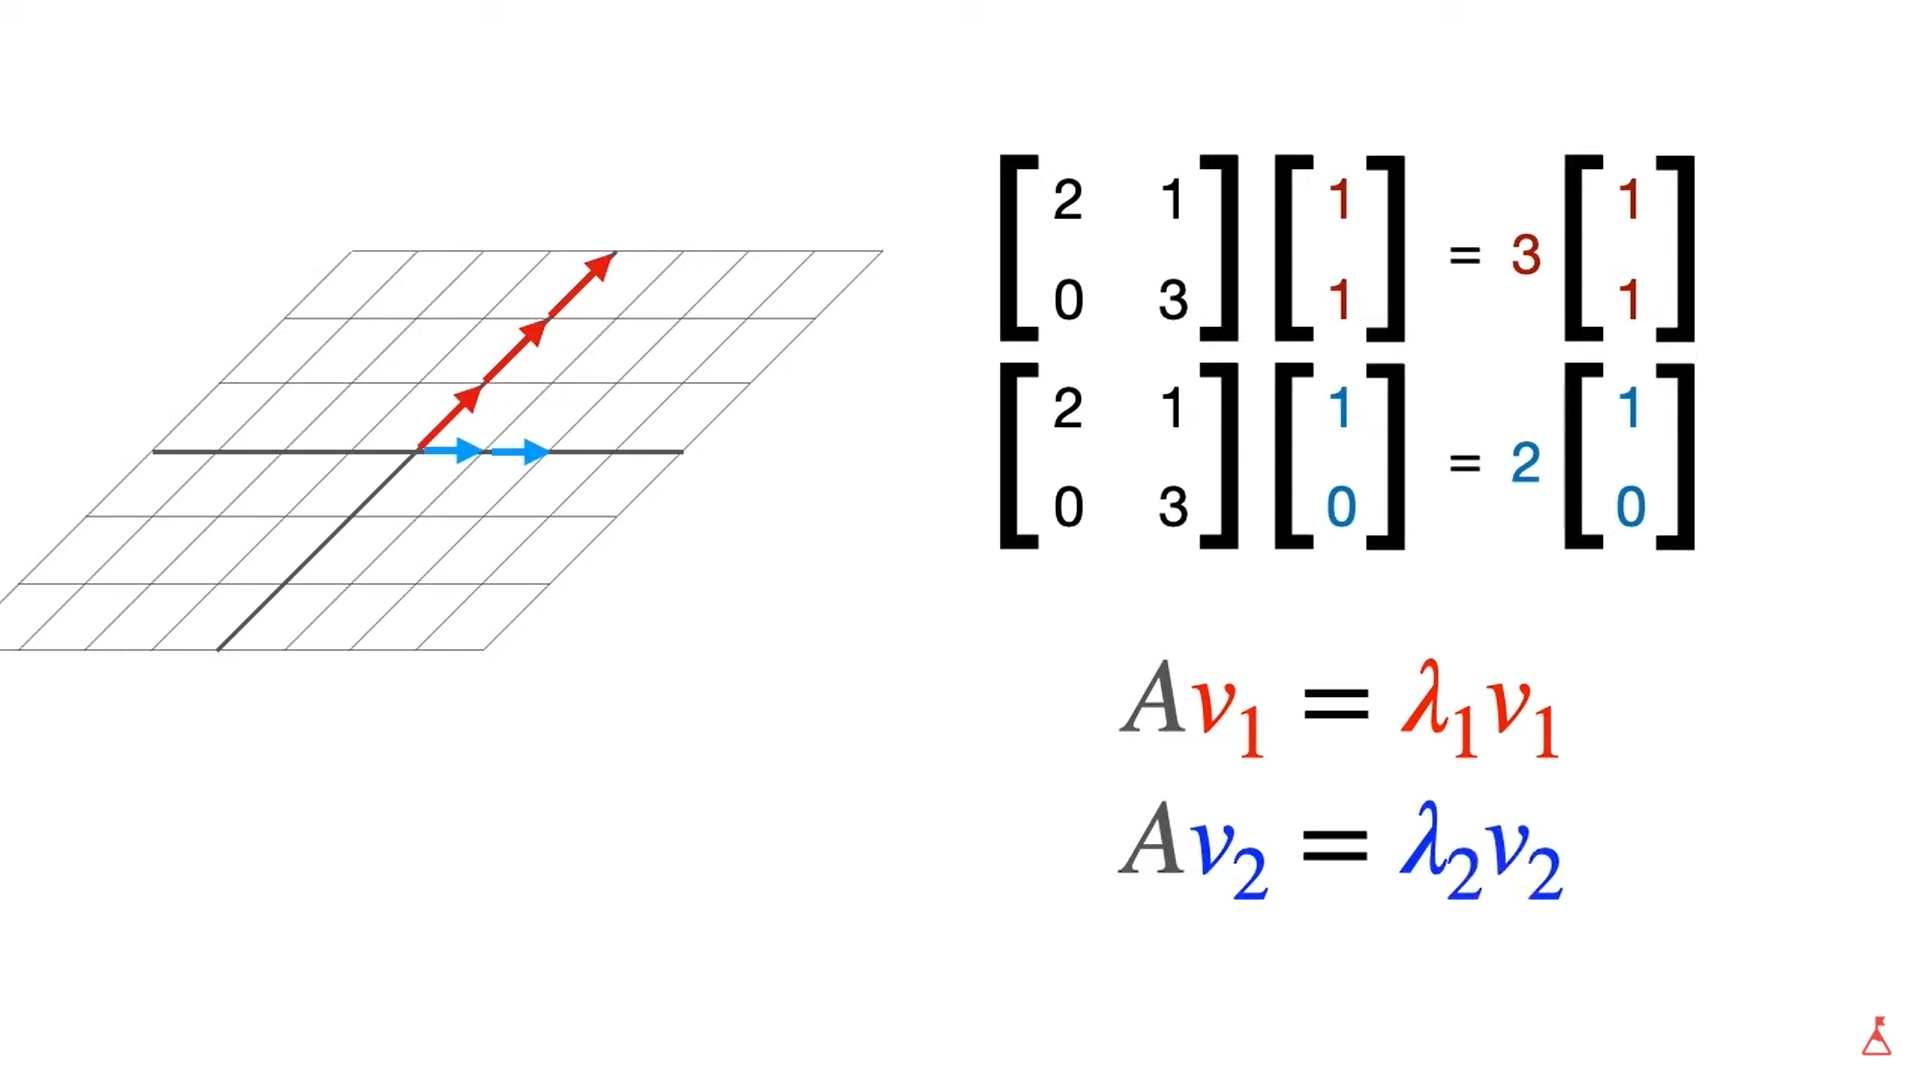 [2 1] [1] = 3 [1]
[0 3] [1] [1]
[2 1] [1] = 2 [1]
[0 3] [0] [0]
Av₁ = λ₁v₁
Av₂ = λ₂v₂